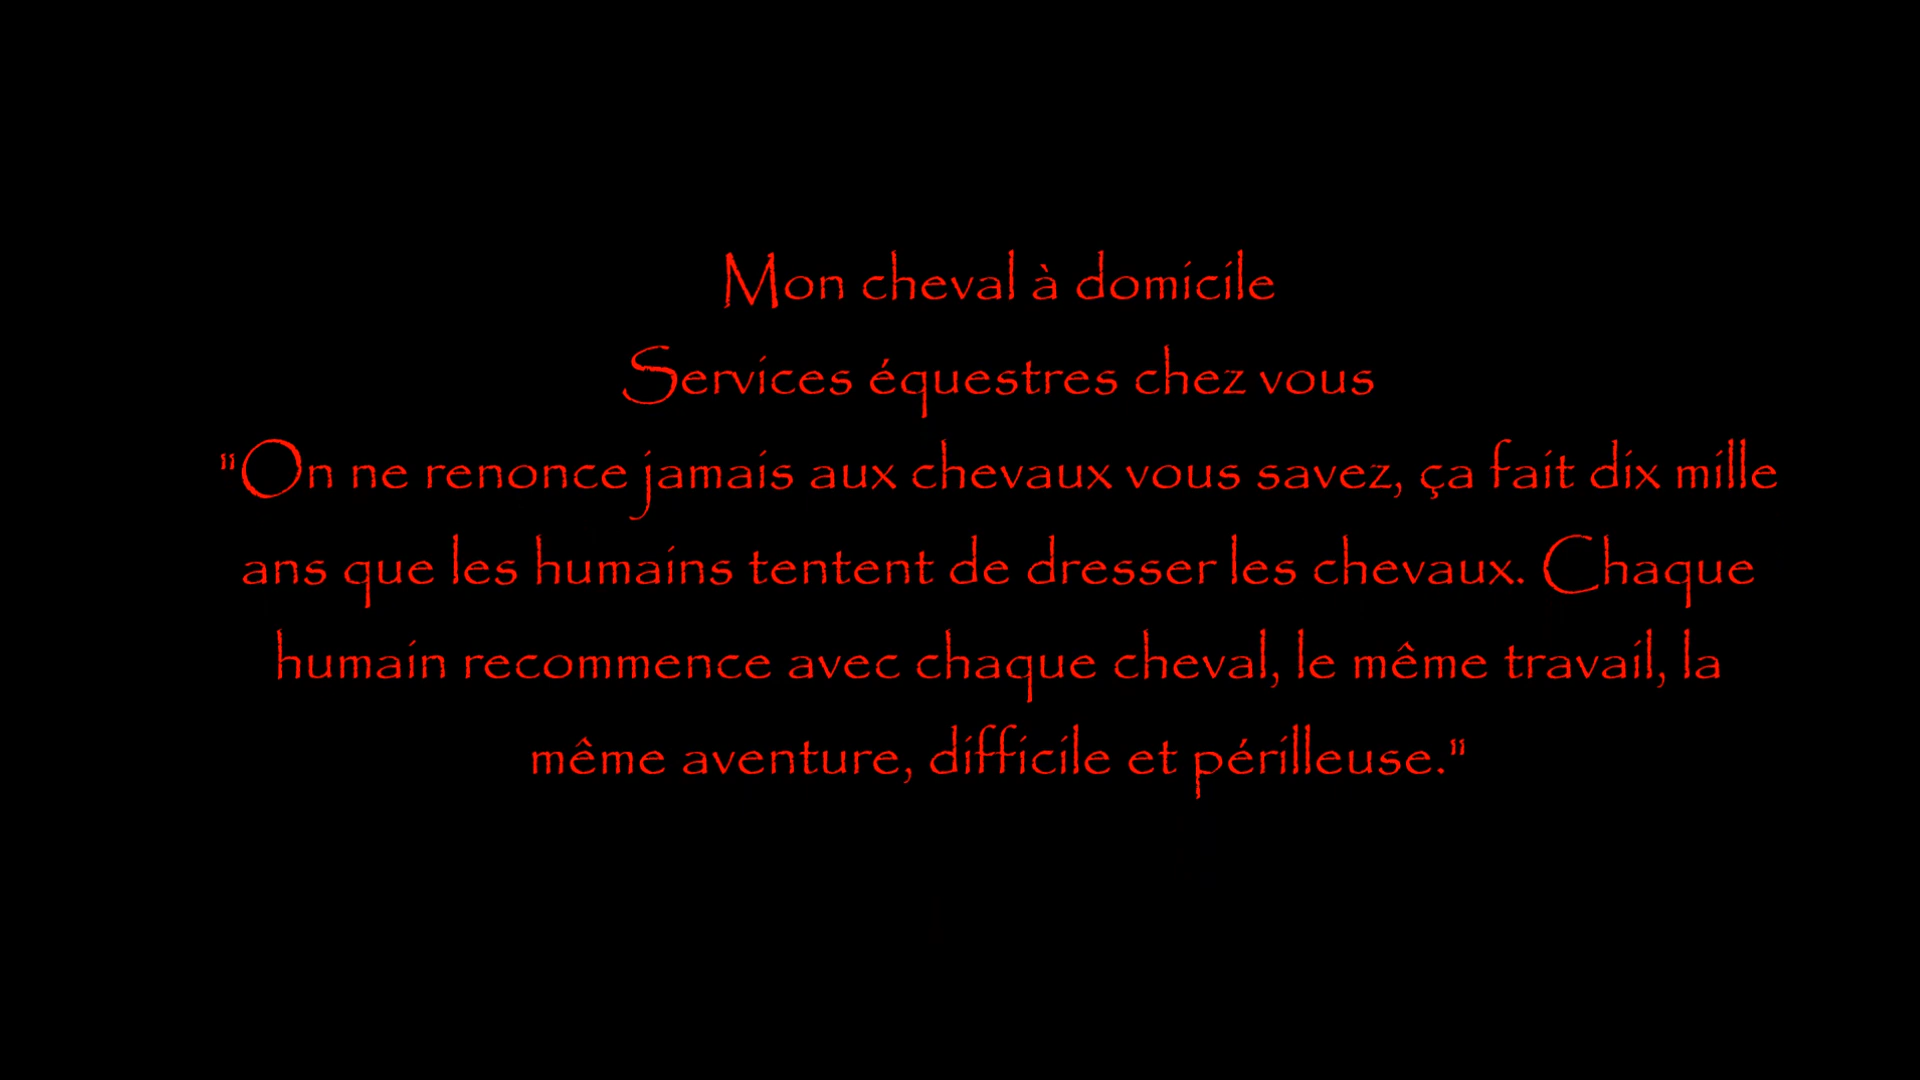 Mon cheval à domicile
Services équestres chez vous
"On ne renonce jamais aux chevaux vous savez, ça fait dix mille
ans que les humains tentent de dresser les chevaux. Chaque
humain recommence avec chaque cheval, le même travail, la
même aventure, difficile et périlleuse."